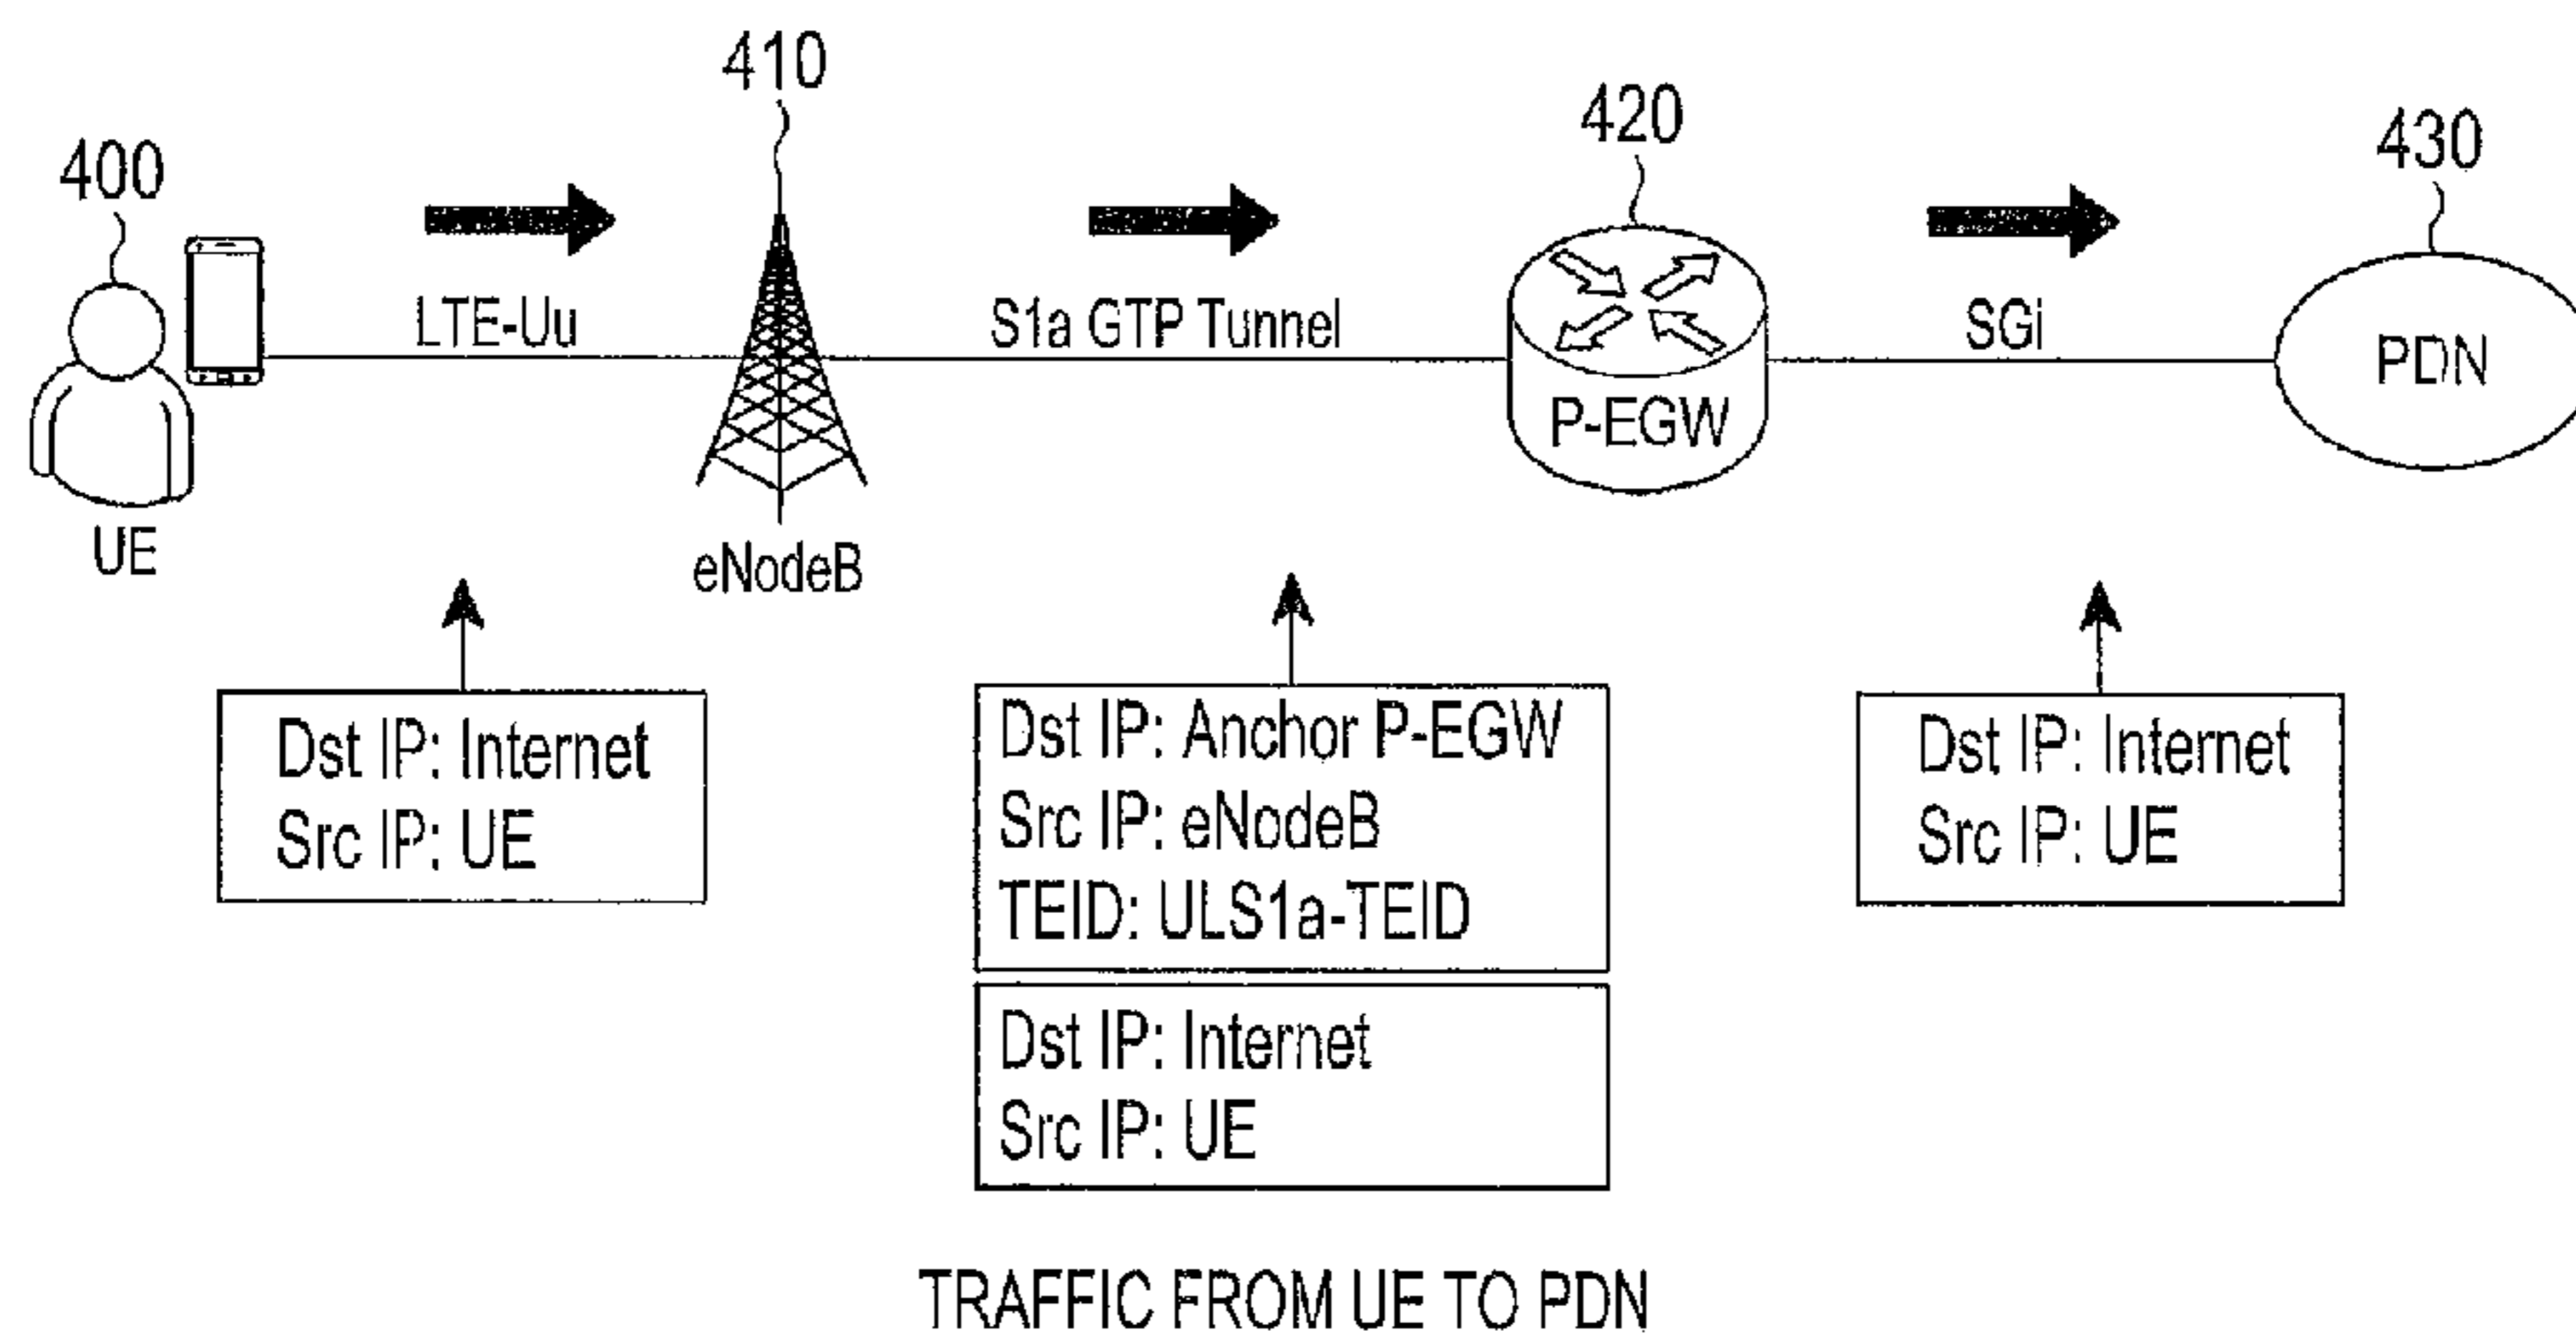 400
410
420
430
LTE-Uu
S1a GTP Tunnel
SGi
PDN
P-EGW
UE
eNodeB
Dst IP: Internet
Src IP: UE
Dst IP: Anchor P-EGW
Src IP: eNodeB
TEID: ULS1a-TEID
Dst IP: Internet
Src IP: UE
Dst IP: Internet
Src IP: UE
TRAFFIC FROM UE TO PDN